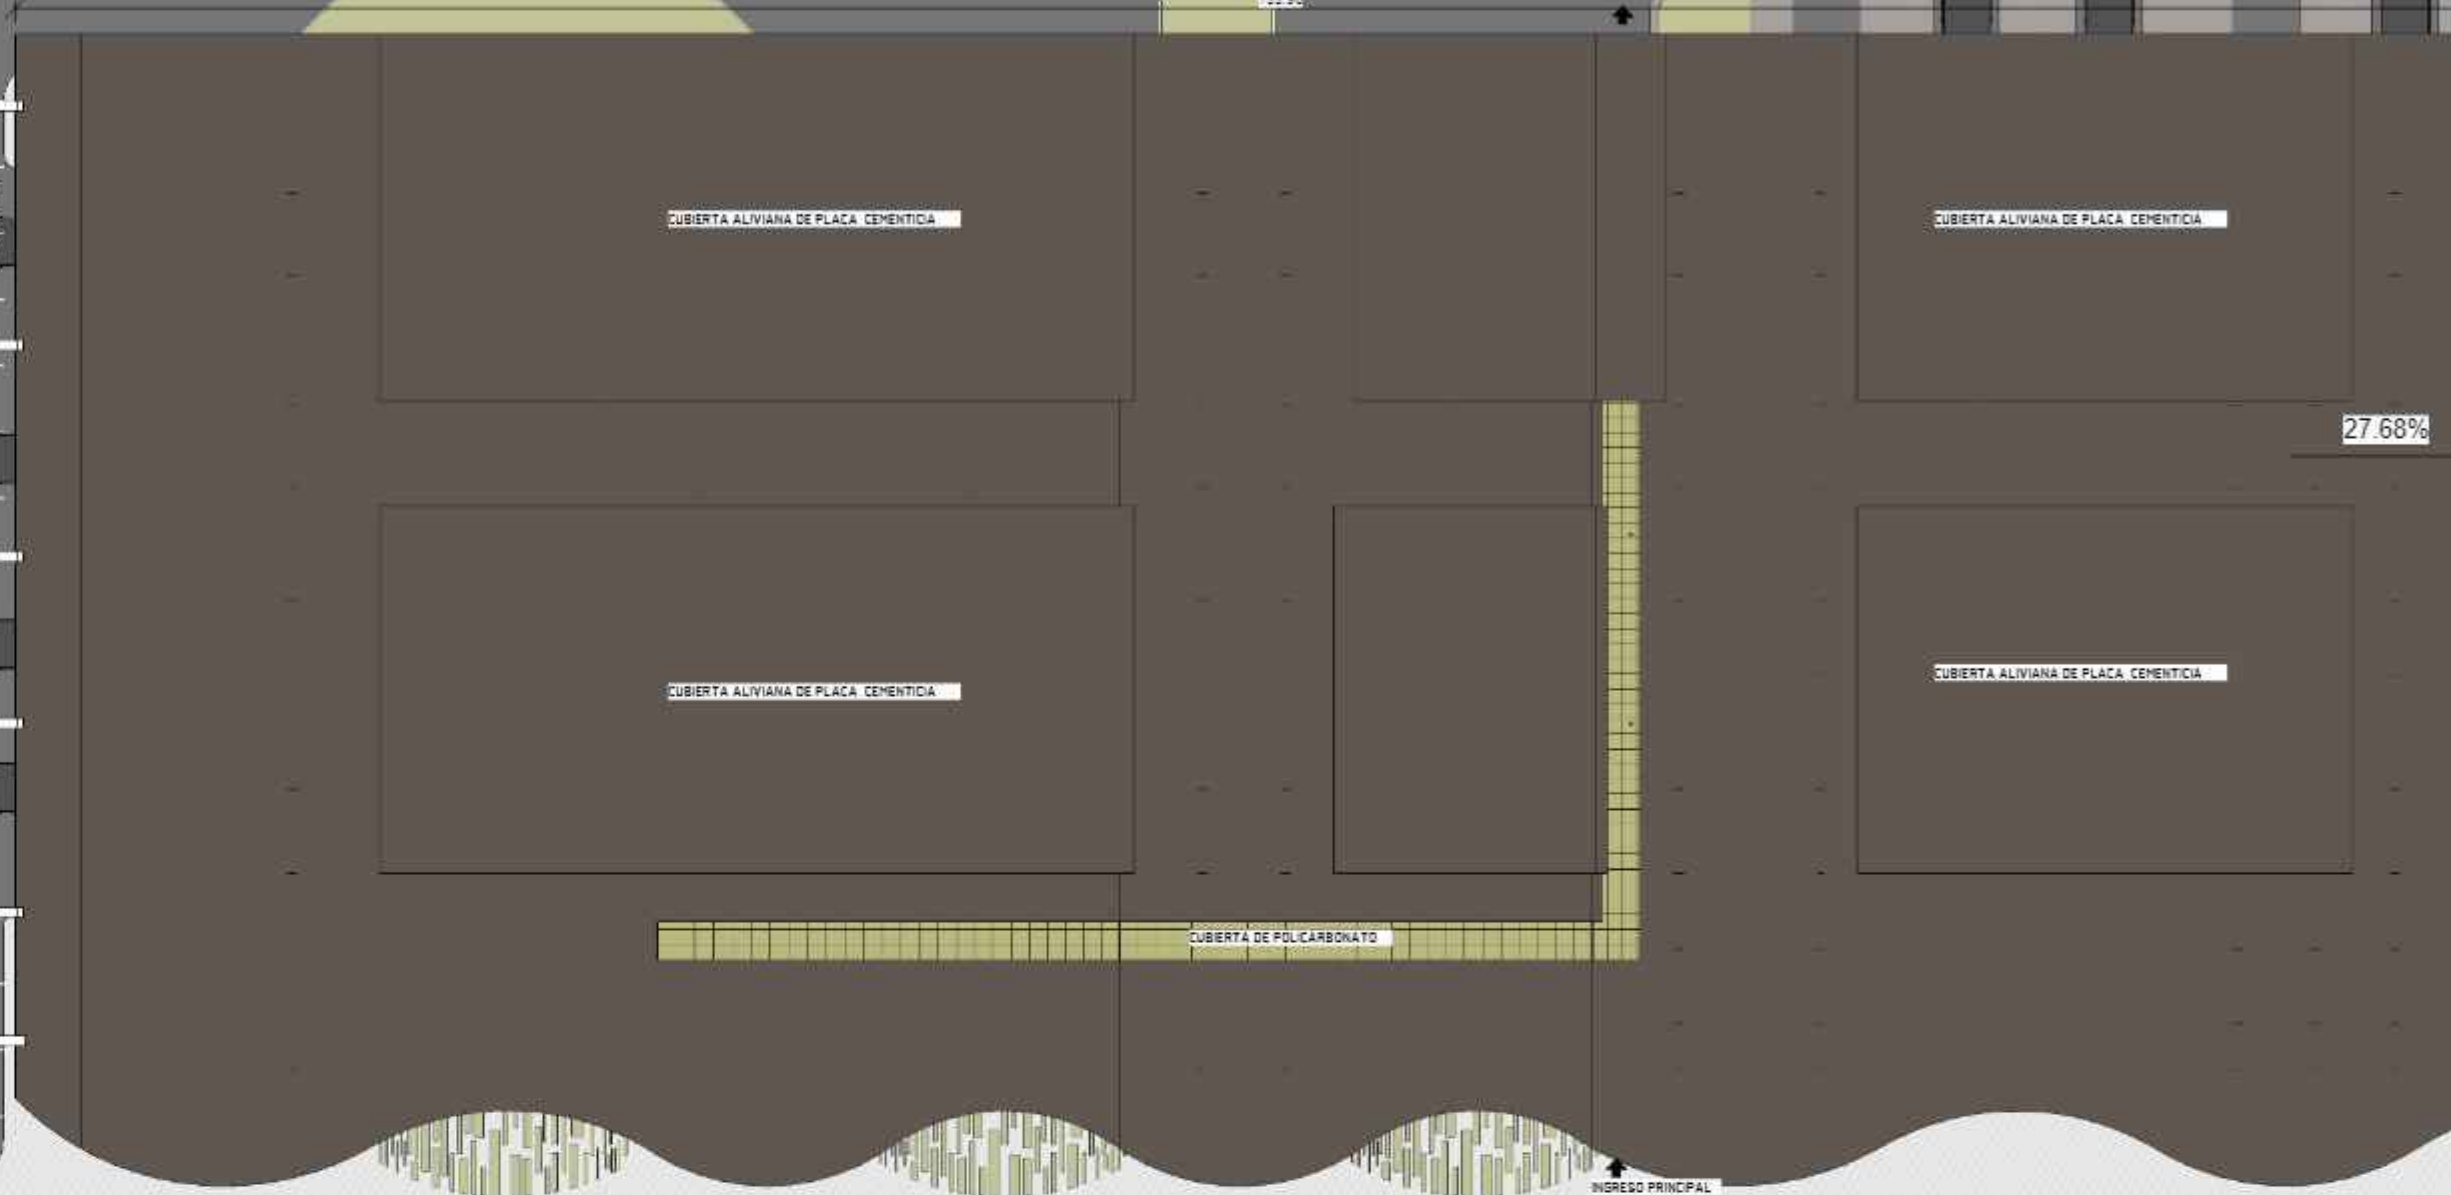 CUBIERTA ALIVIANA DE PLACA CEMENTICIA
CUBIERTA ALIVIANA DE PLACA CEMENTICIA
27.68%
CUBIERTA ALIVIANA DE PLACA CEMENTICIA
CUBIERTA ALIVIANA DE PLACA CEMENTICIA
CUBIERTA DE POLICARBONATO
INGRESO PRINCIPAL